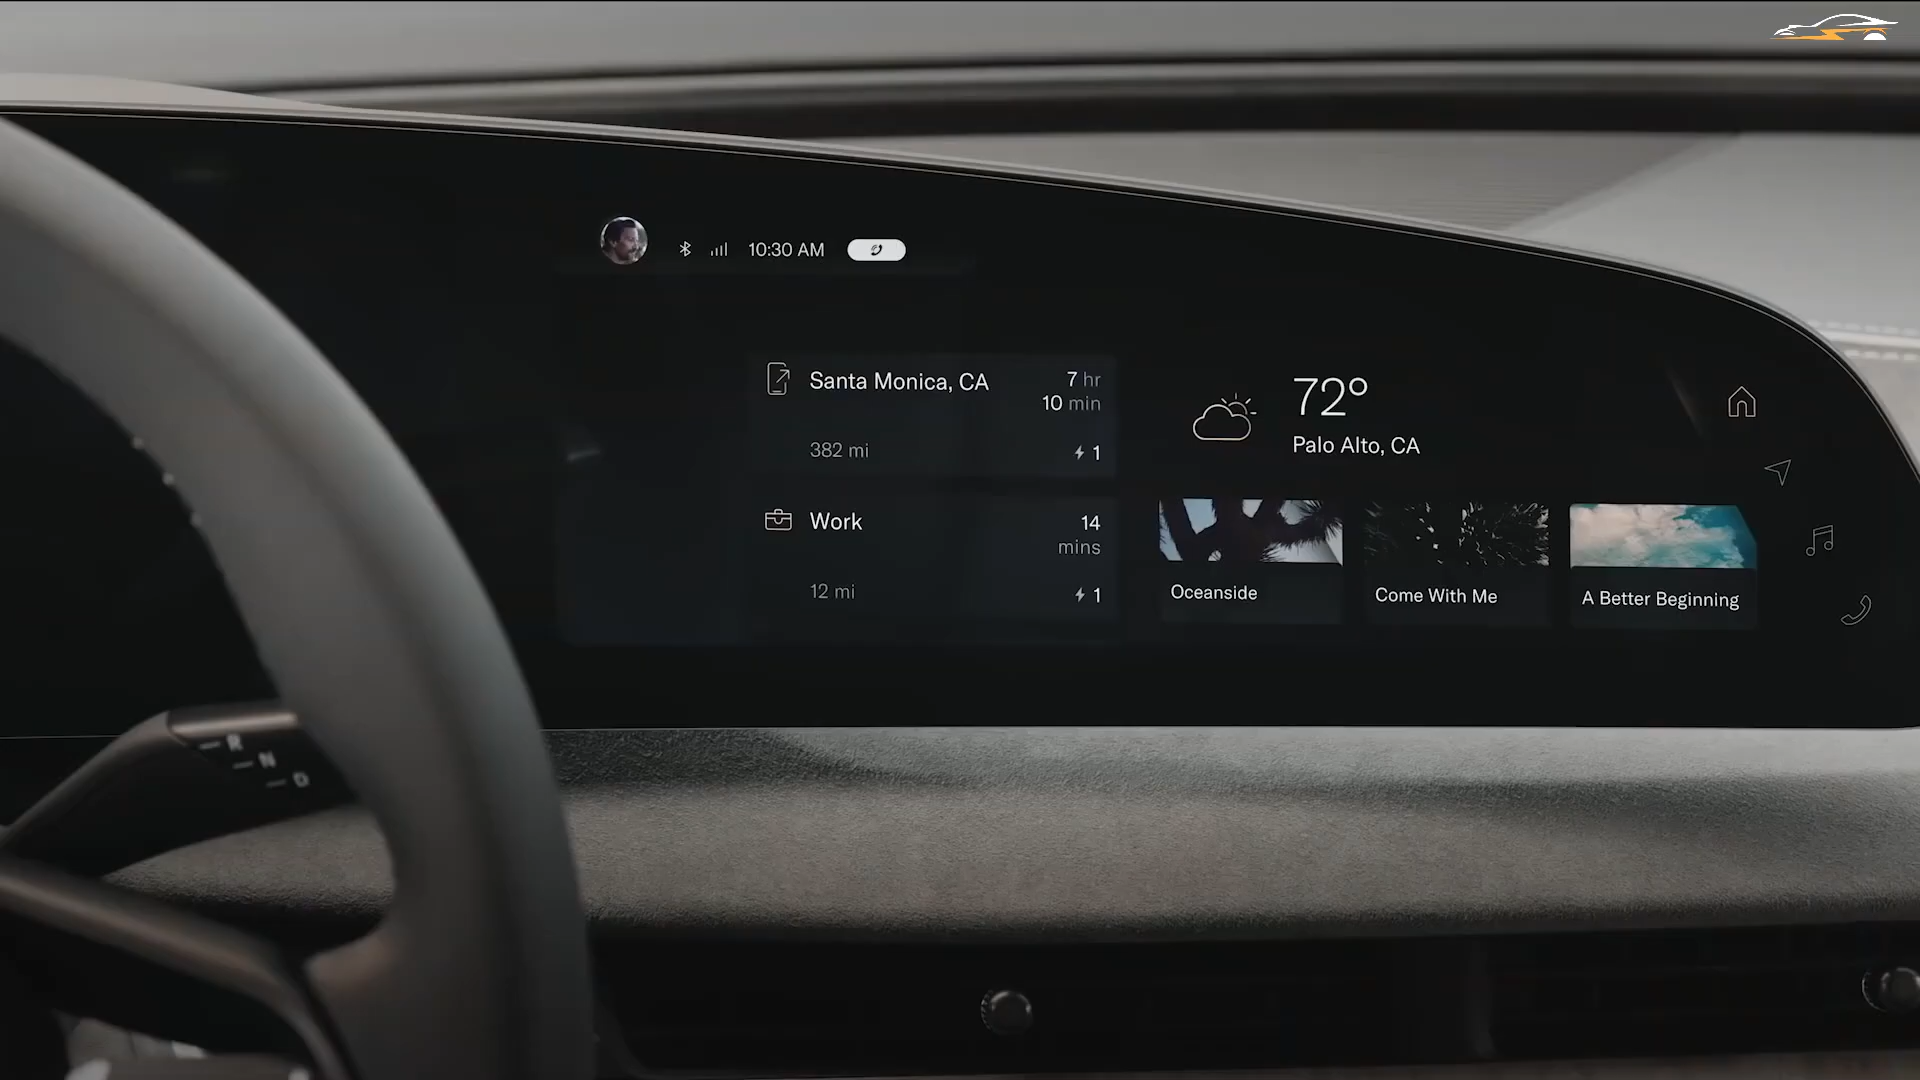 10:30 AM
Santa Monica, CA
7 hr
10 min
382 mi
1
Work
14
mins
12 mi
1
72°
Palo Alto, CA
Oceanside
Come With Me
A Better Beginning
R
N
D